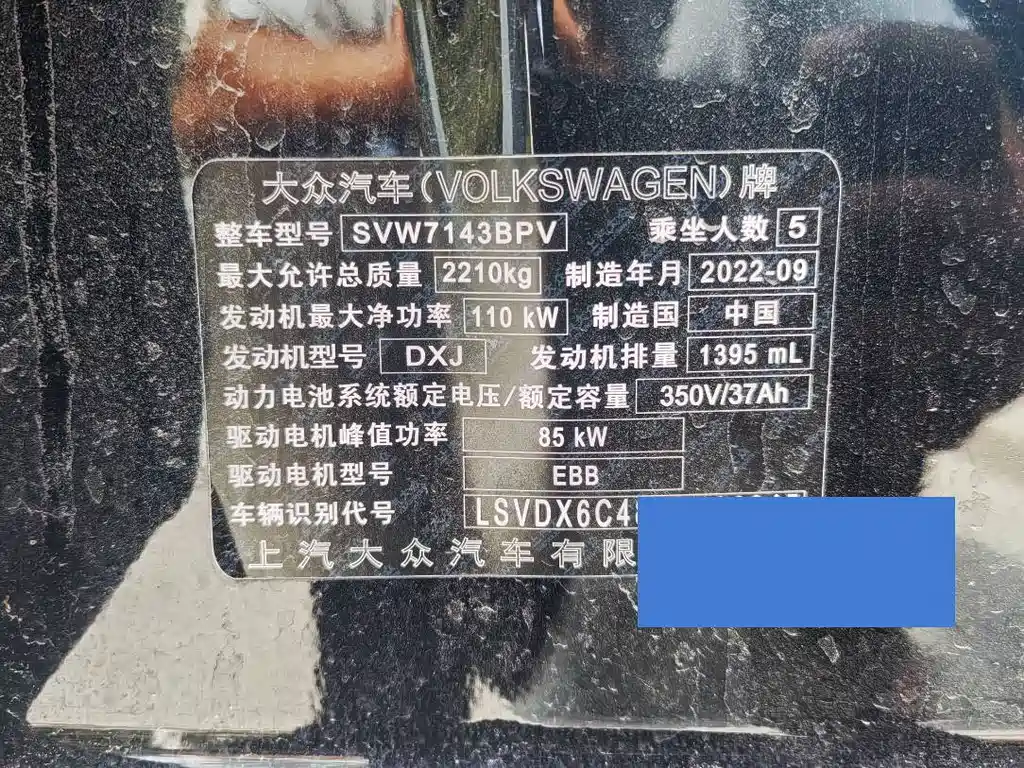 大众汽车(VOLKSWAGEN)牌
整车型号 SVW7143BPV 乘坐人数 5
最大允许总质量 2210kg 制造年月 2022-09
发动机最大净功率 110 kW 制造国 中国
发动机型号 DXJ 发动机排量 1395 mL
动力电池系统额定电压/额定容量 350V/37Ah
驱动电机峰值功率 85 kW
驱动电机型号 EBB
车辆识别代号 LSVDX6C4
上汽大众汽车有限